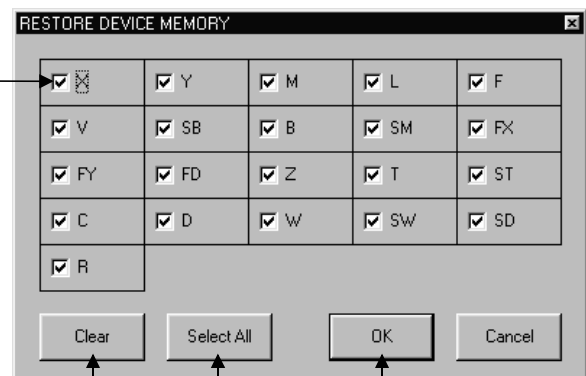 RESTORE DEVICE MEMORY
X Y M L F
V SB B SM FX
FY FD Z T ST
C D W SW SD
R
Clear Select All OK Cancel